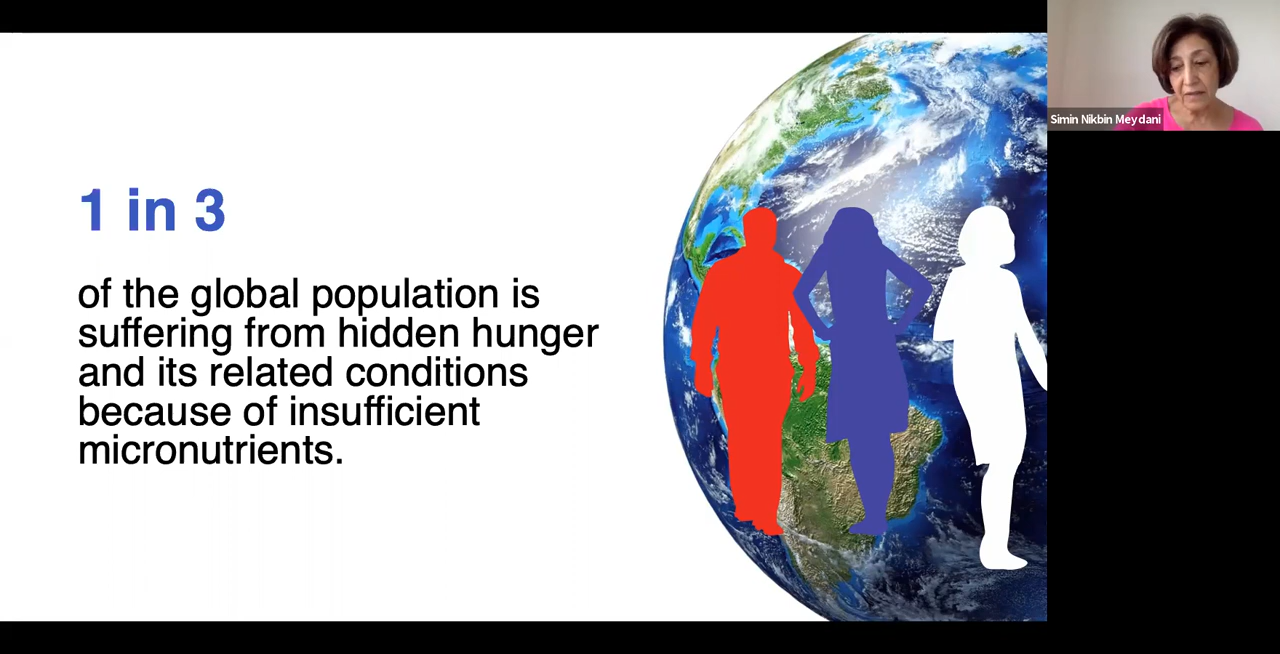 1 in 3
of the global population is
suffering from hidden hunger
and its related conditions
because of insufficient
micronutrients.
Simin Nikbin Meydani